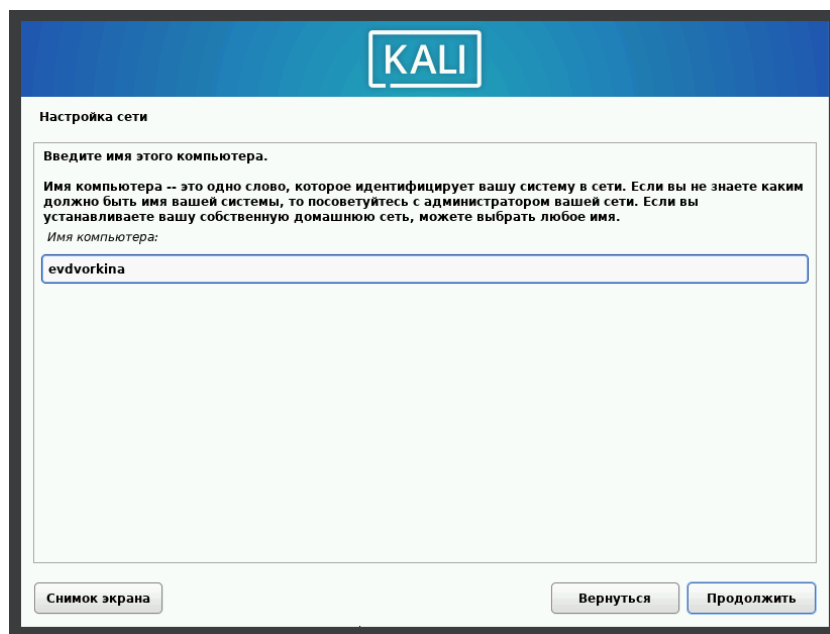 KALI
Настройка сети
Введите имя этого компьютера.
Имя компьютера -- это одно слово, которое идентифицирует вашу систему в сети. Если вы не знаете каким
должно быть имя вашей системы, то посоветуйтесь с администратором вашей сети. Если вы
устанавливаете вашу собственную домашнюю сеть, можете выбрать любое имя.
Имя компьютера:
evdvorkina
Снимок экрана
Вернуться
Продолжить